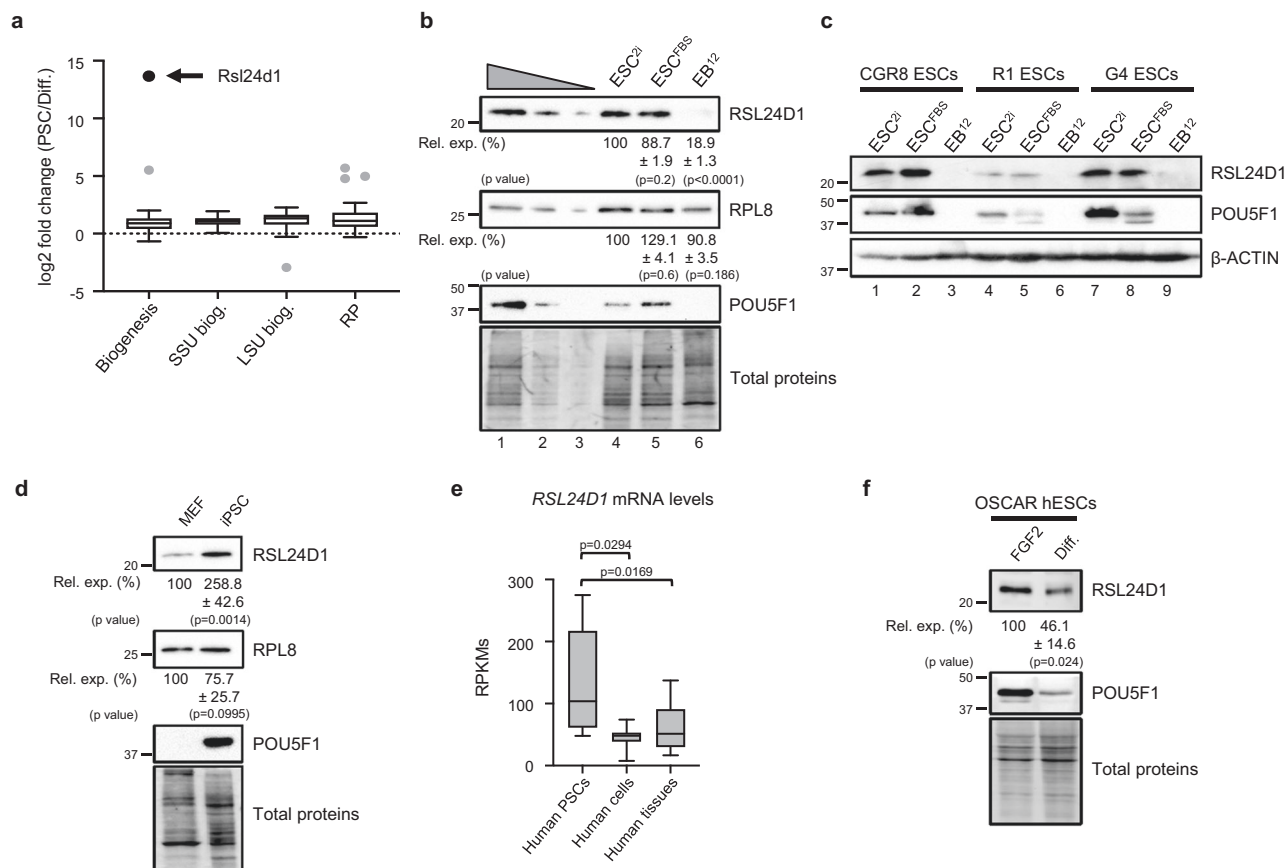 a
15
10
5
0
-5
log2 fold change (PSC/Diff.)
Rsl24d1
Biogenesis
SSU biog.
LSU biog.
RP
b
ESC2i
ESCFBS
EB12
20
RSL24D1
Rel. exp. (%) 100 88.7 18.9
± 1.9 ± 1.3
(p value) (p=0.2) (p<0.0001)
25
RPL8
Rel. exp. (%) 100 129.1 90.8
± 4.1 ± 3.5
(p value) (p=0.6) (p=0.186)
50
37
POU5F1
Total proteins
1 2 3 4 5 6
c
CGR8 ESCs R1 ESCs G4 ESCs
ESC2i ESCFBS EB12 ESC2i ESCFBS EB12 ESC2i ESCFBS EB12
20
RSL24D1
50
37
POU5F1
37
β-ACTIN
1 2 3 4 5 6 7 8 9
d
MEF
iPSC
20
RSL24D1
Rel. exp. (%) 100 258.8
± 42.6
(p value) (p=0.0014)
25
RPL8
Rel. exp. (%) 100 75.7
± 25.7
(p value) (p=0.0995)
37
POU5F1
Total proteins
e
RSL24D1 mRNA levels
p=0.0294
p=0.0169
300
200
100
0
RPKMs
Human PSCs
Human cells
Human tissues
f
OSCAR hESCs
FGF2
Diff.
20
RSL24D1
Rel. exp. (%) 100 46.1
± 14.6
(p value) (p=0.024)
50
37
POU5F1
Total proteins